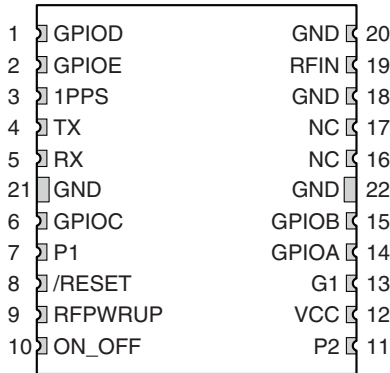 1 GPIOD GND 20
2 GPIOE RFIN 19
3 1PPS GND 18
4 TX NC 17
5 RX NC 16
21 GND GND 22
6 GPIOC GPIOB 15
7 P1 GPIOA 14
8 /RESET G1 13
9 RFPWRUP VCC 12
10 ON_OFF P2 11